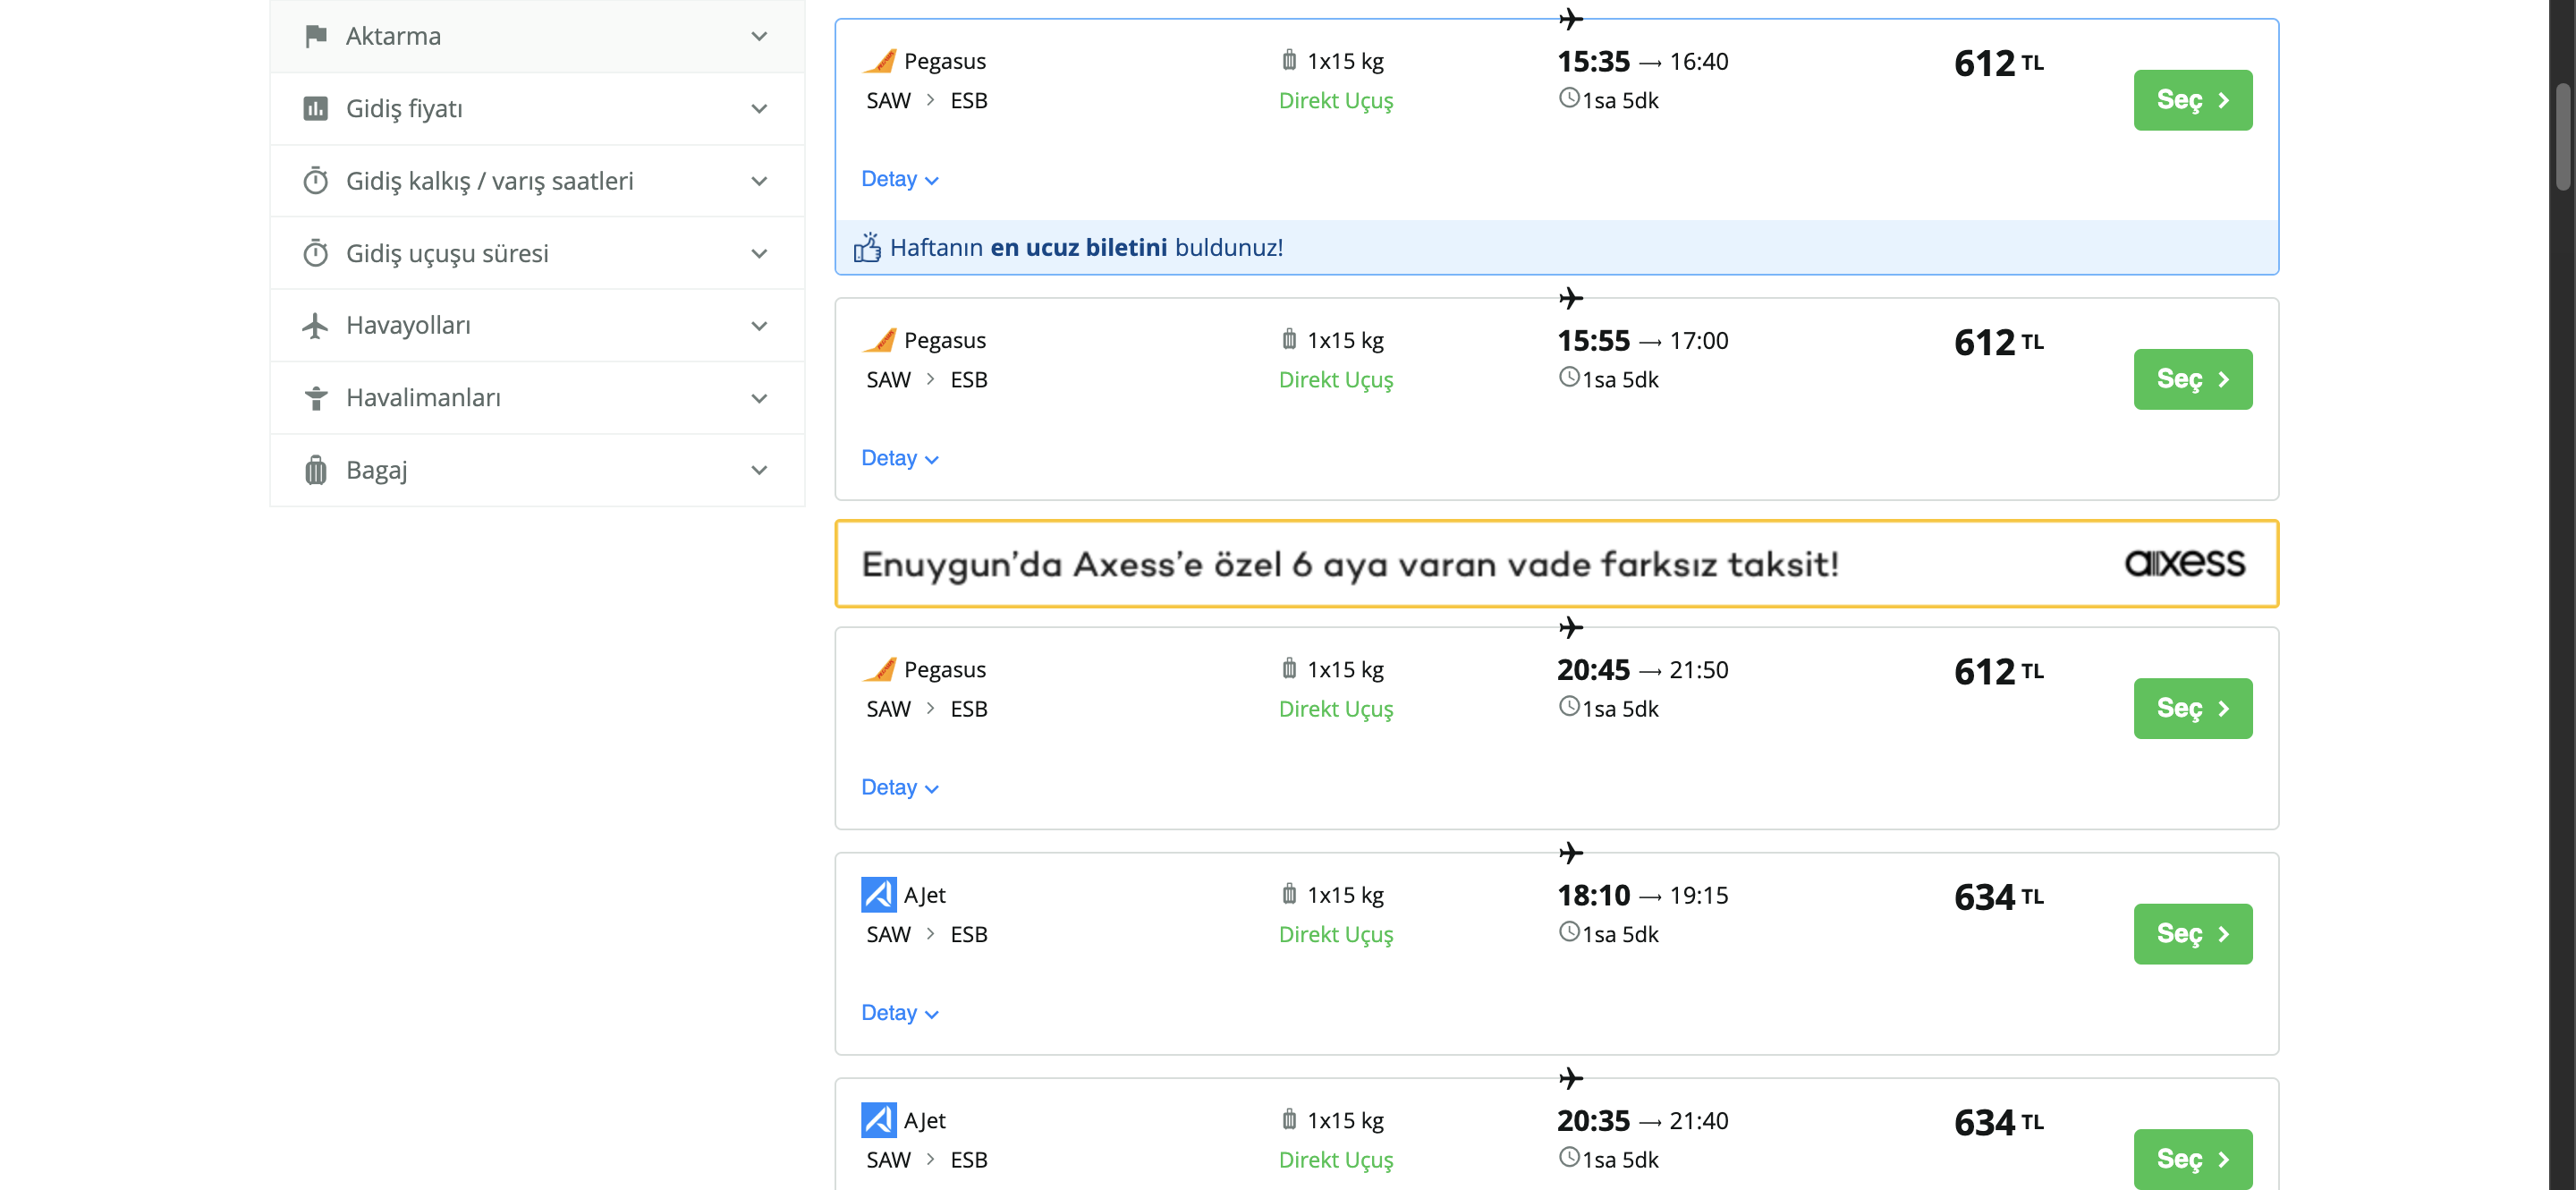 Aktarma
Gidiş fiyatı
Gidiş kalkış / varış saatleri
Gidiş uçuşu süresi
Havayolları
Havalimanları
Bagaj
Pegasus 1x15 kg 15:35 → 16:40 612 TL
SAW > ESB Direkt Uçuş 1sa 5dk Seç >
Detay
Haftanın en ucuz biletini buldunuz!
Pegasus 1x15 kg 15:55 → 17:00 612 TL
SAW > ESB Direkt Uçuş 1sa 5dk Seç >
Detay
Enuygun’da Axess’e özel 6 aya varan vade farksız taksit! axess
Pegasus 1x15 kg 20:45 → 21:50 612 TL
SAW > ESB Direkt Uçuş 1sa 5dk Seç >
Detay
AJet 1x15 kg 18:10 → 19:15 634 TL
SAW > ESB Direkt Uçuş 1sa 5dk Seç >
Detay
AJet 1x15 kg 20:35 → 21:40 634 TL
SAW > ESB Direkt Uçuş 1sa 5dk Seç >